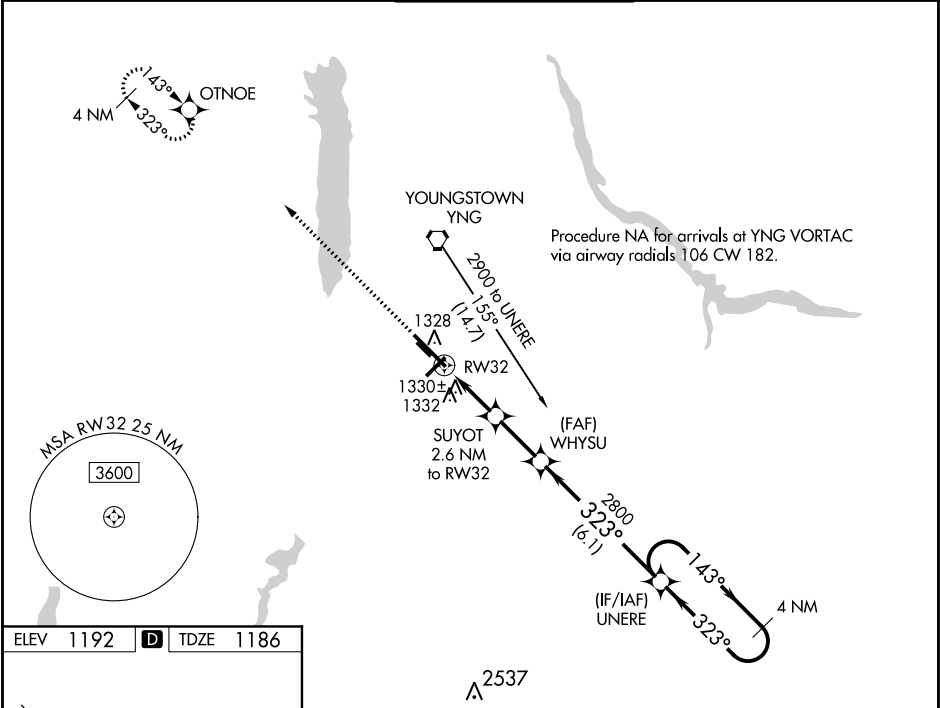 143°
OTNOE
4 NM
323°
YOUNGSTOWN
YNG
Procedure NA for arrivals at YNG VORTAC
via airway radials 106 CW 182.
2900 to UNERE
155°
(14.7)
1328
RW32
1330±
1332
SUYOT
2.6 NM
to RW32
(FAF)
WHYSU
MSA RW32 25 NM
3600
2800
323°
(6.1)
143°
4 NM
323°
(IF/IAF)
UNERE
ELEV 1192 D TDZE 1186
2537